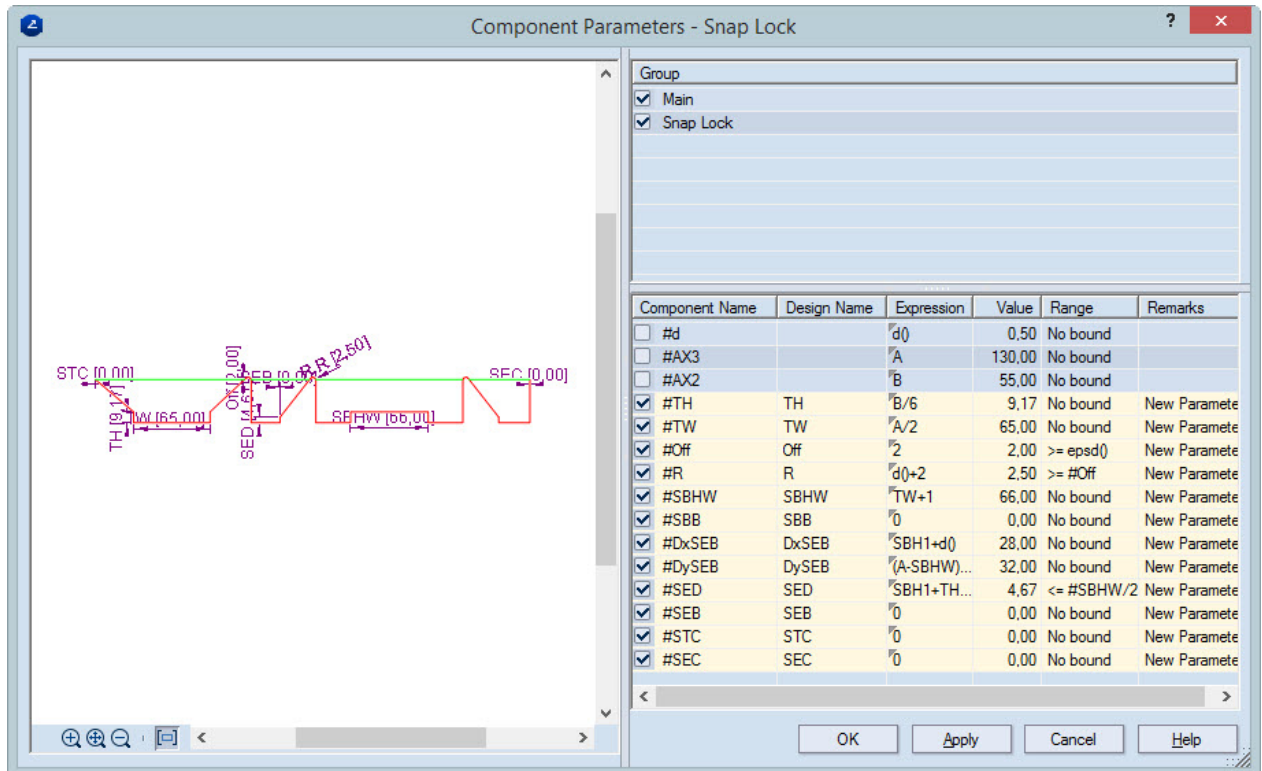 Component Parameters - Snap Lock
?
Group
Main
Snap Lock
STC [0,00]
R [2,50]
SEC [0,00]
SBHW [66,00]
Component Name Design Name Expression Value Range Remarks
#d d() 0,50 No bound
#AX3 A 130,00 No bound
#AX2 B 55,00 No bound
#TH TH B/6 9,17 No bound New Paramete
#TW TW A/2 65,00 No bound New Paramete
#Off Off 2 2,00 >= epsd() New Paramete
#R R d()+2 2,50 >= #Off New Paramete
#SBHW SBHW TW+1 66,00 No bound New Paramete
#SBB SBB 0 0,00 No bound New Paramete
#DxSEB DxSEB SBH1+d() 28,00 No bound New Paramete
#DySEB DySEB (A-SBHW)... 32,00 No bound New Paramete
#SED SED SBH1+TH... 4,67 <= #SBHW/2 New Paramete
#SEB SEB 0 0,00 No bound New Paramete
#STC STC 0 0,00 No bound New Paramete
#SEC SEC 0 0,00 No bound New Paramete
OK Apply Cancel Help